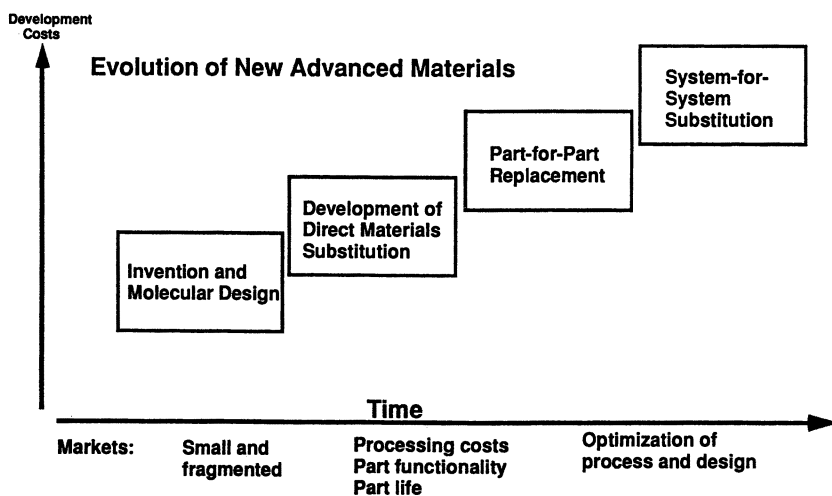 Development
Costs
Evolution of New Advanced Materials
System-for-
System
Substitution
Part-for-Part
Replacement
Development of
Direct Materials
Substitution
Invention and
Molecular Design
Time
Markets:
Small and
fragmented
Processing costs
Part functionality
Part life
Optimization of
process and design